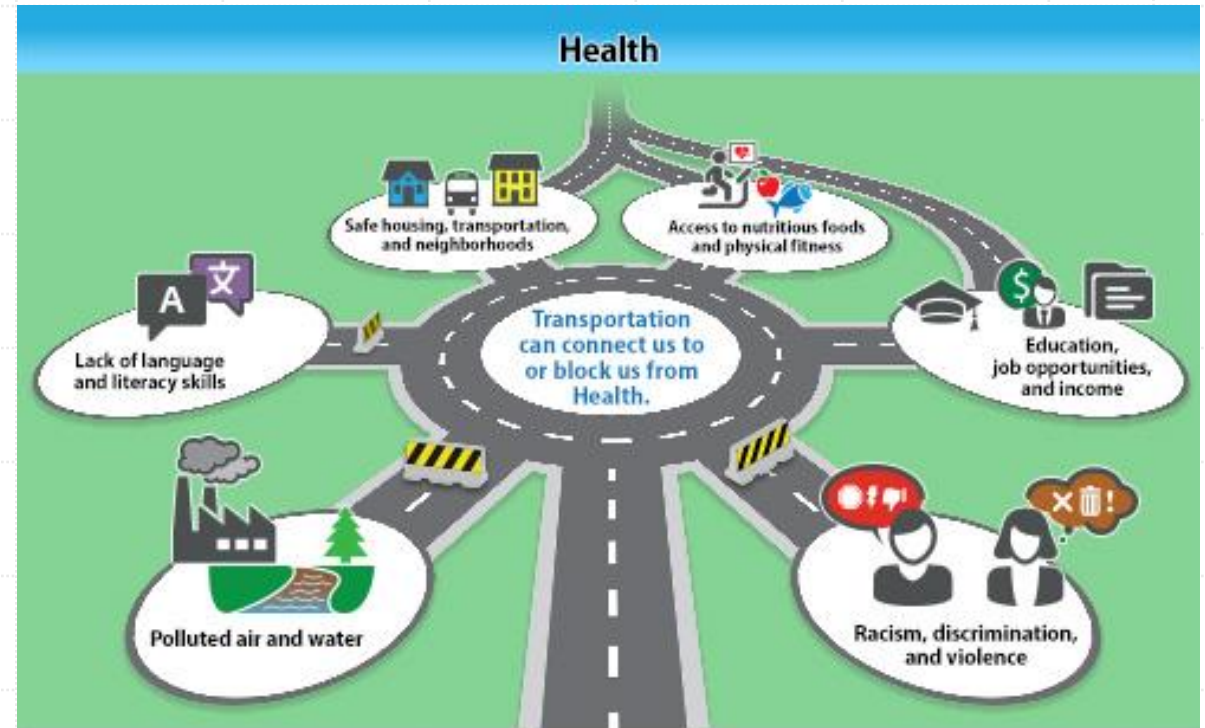 Health
Safe housing, transportation,
and neighborhoods
Access to nutritious foods
and physical fitness
A
文
Lack of language
and literacy skills
Transportation
can connect us to
or block us from
Health.
$
Education,
job opportunities,
and income
Polluted air and water
!
Racism, discrimination,
and violence